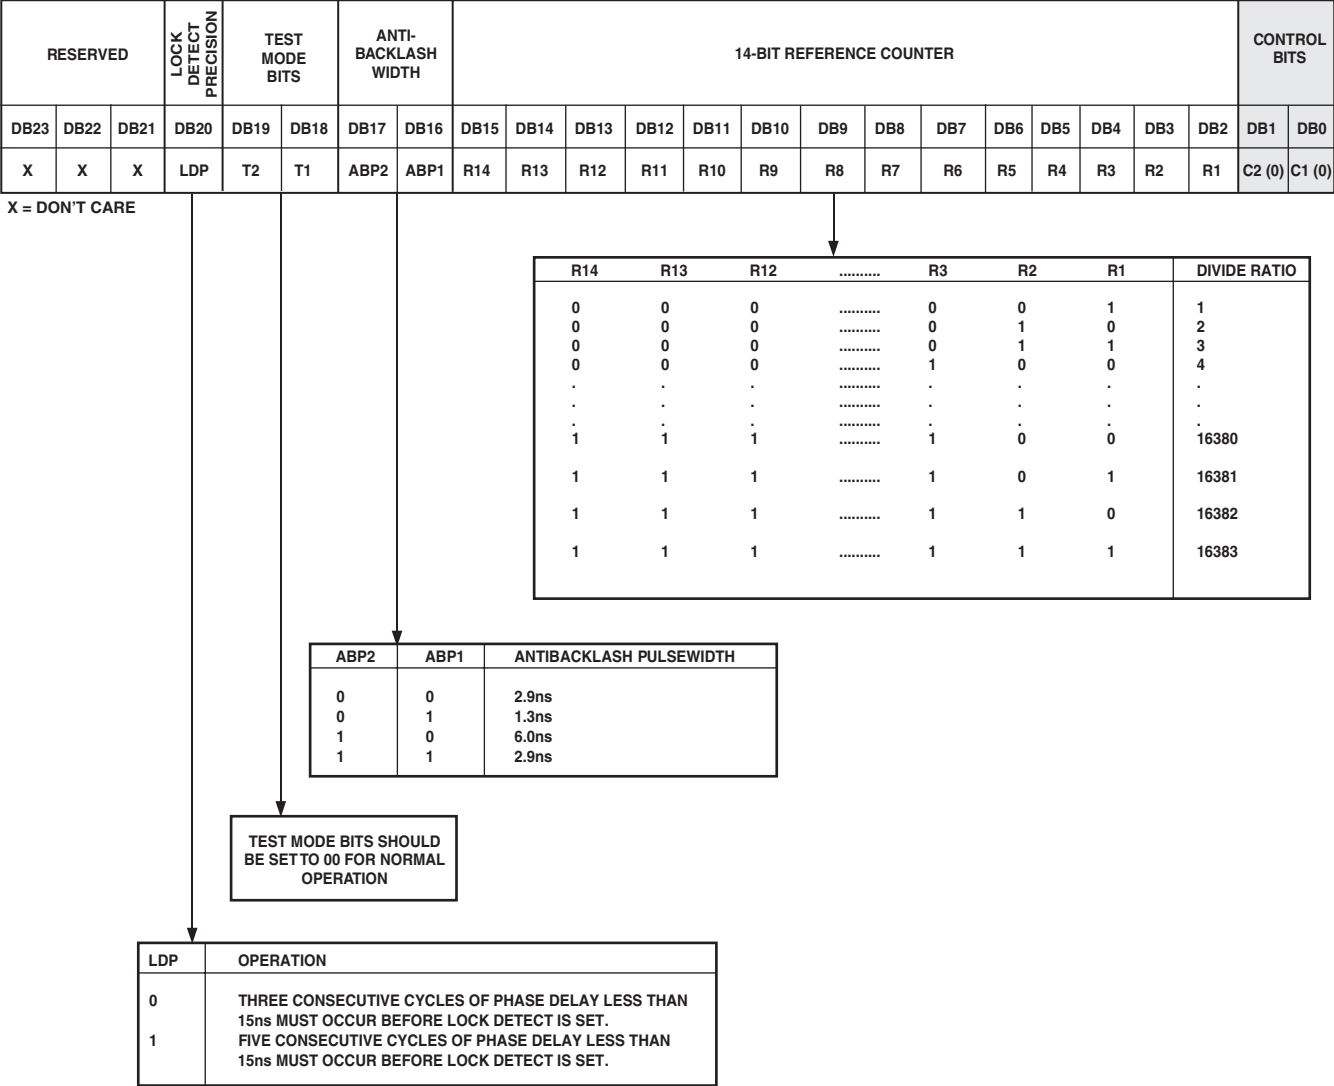 RESERVED
LOCK
DETECT
PRECISION
TEST
MODE
BITS
ANTI-
BACKLASH
WIDTH
14-BIT REFERENCE COUNTER
CONTROL
BITS
DB23 DB22 DB21 DB20 DB19 DB18 DB17 DB16 DB15 DB14 DB13 DB12 DB11 DB10 DB9 DB8 DB7 DB6 DB5 DB4 DB3 DB2 DB1 DB0
X X X LDP T2 T1 ABP2 ABP1 R14 R13 R12 R11 R10 R9 R8 R7 R6 R5 R4 R3 R2 R1 C2 (0) C1 (0)
X = DON'T CARE
R14 R13 R12 .......... R3 R2 R1 DIVIDE RATIO
0 0 0 .......... 0 0 1 1
0 0 0 .......... 0 1 0 2
0 0 0 .......... 0 1 1 3
0 0 0 .......... 1 0 0 4
. . . .......... . . . .
. . . .......... . . . .
. . . .......... . . . .
1 1 1 .......... 1 0 0 16380
1 1 1 .......... 1 0 1 16381
1 1 1 .......... 1 1 0 16382
1 1 1 .......... 1 1 1 16383
ABP2 ABP1 ANTIBACKLASH PULSEWIDTH
0 0 2.9ns
0 1 1.3ns
1 0 6.0ns
1 1 2.9ns
TEST MODE BITS SHOULD
BE SET TO 00 FOR NORMAL
OPERATION
LDP OPERATION
0 THREE CONSECUTIVE CYCLES OF PHASE DELAY LESS THAN
15ns MUST OCCUR BEFORE LOCK DETECT IS SET.
1 FIVE CONSECUTIVE CYCLES OF PHASE DELAY LESS THAN
15ns MUST OCCUR BEFORE LOCK DETECT IS SET.